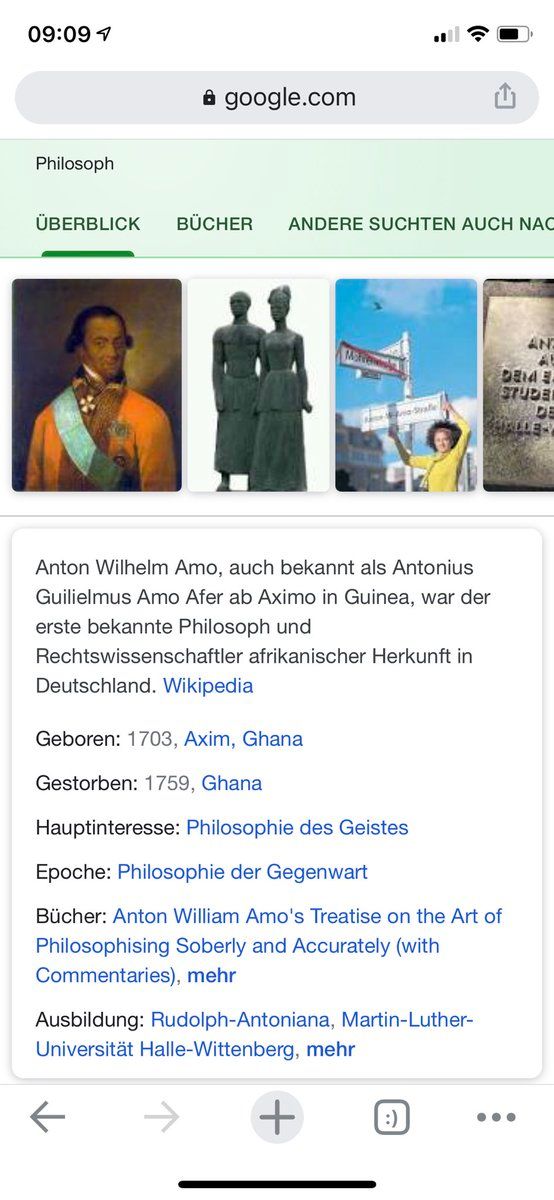 09:09
google.com
Philosoph
ÜBERBLICK BÜCHER ANDERE SUCHTEN AUCH NAC
DEM
STUDE
HALLE-
Anton Wilhelm Amo, auch bekannt als Antonius
Guilielmus Amo Afer ab Aximo in Guinea, war der
erste bekannte Philosoph und
Rechtswissenschaftler afrikanischer Herkunft in
Deutschland. Wikipedia
Geboren: 1703, Axim, Ghana
Gestorben: 1759, Ghana
Hauptinteresse: Philosophie des Geistes
Epoche: Philosophie der Gegenwart
Bücher: Anton William Amo's Treatise on the Art of
Philosophising Soberly and Accurately (with
Commentaries), mehr
Ausbildung: Rudolph-Antoniana, Martin-Luther-
Universität Halle-Wittenberg, mehr
:)